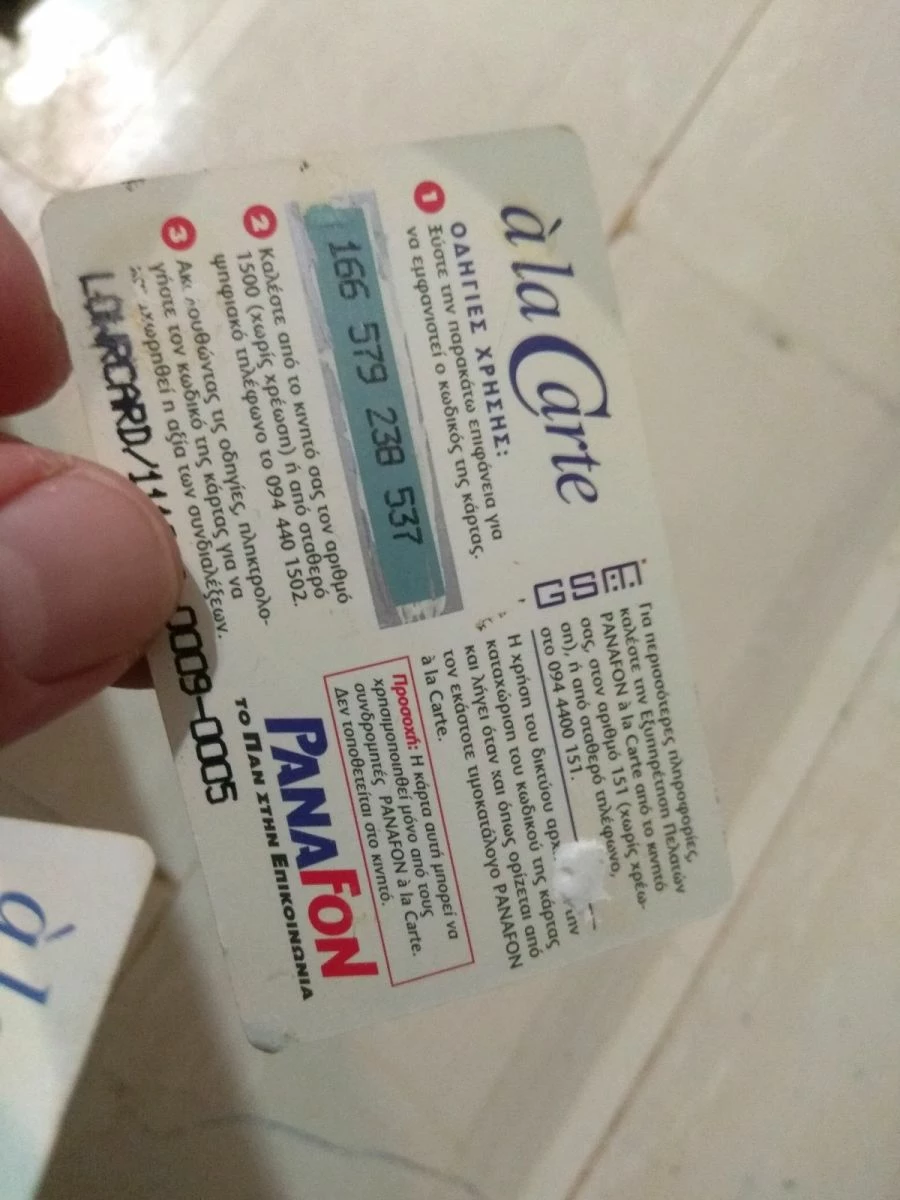 à la Carte
ΟΔΗΓΙΕΣ ΧΡΗΣΗΣ:
1 Ξύστε την παρακάτω επιφάνεια για
να εμφανιστεί ο κωδικός της κάρτας.
166 579 238 537
2 Καλέστε από το κινητό σας τον αριθμό
1500 (χωρίς χρέωση) ή από σταθερό
ψηφιακό τηλέφωνο το 094 440 1502.
3 τις οδηγίες, πληκτρολο-
γήστε τον κωδικό της κάρτας για να
η αξία των συνδιαλέξεων.
0009-0005
Για περισσότερες πληροφορίες,
καλέστε την Εξυπηρέτηση Πελατών
PANAFON à la Carte από το κινητό
σας, στον αριθμό 151 (χωρίς χρέω-
ση), ή από σταθερό τηλέφωνο,
στο 094 4400 151.
Η χρήση του δικτύου
καταχώριση του κωδικού της κάρτας
και λήγει όταν και όπως ορίζεται από
τον εκάστοτε τιμοκατάλογο PANAFON
à la Carte.
Προσοχή: Η κάρτα αυτή μπορεί να
χρησιμοποιηθεί μόνο από τους
συνδρομητές PANAFON à la Carte.
Δεν τοποθετείται στο κινητό.
PANAFON
ΤΟ ΠΑΝ ΣΤΗΝ ΕΠΙΚΟΙΝΩΝΙΑ
à l